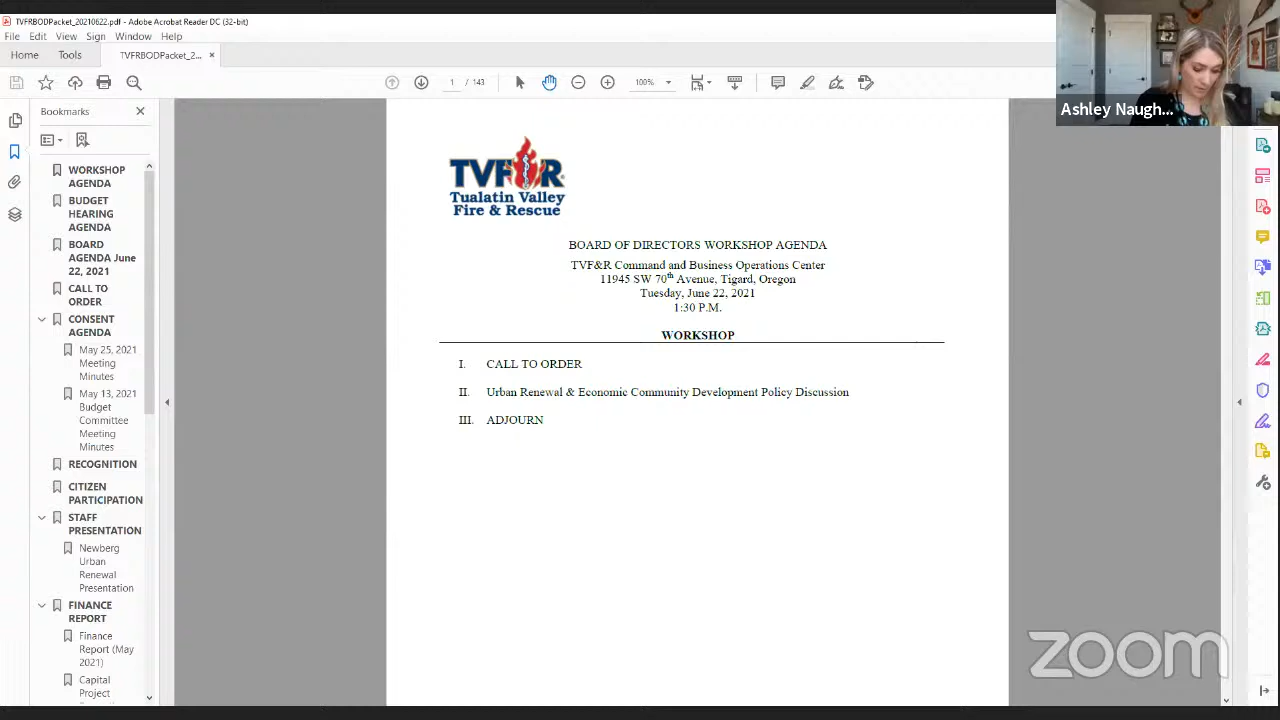 TVFRBODPacket_20210622.pdf - Adobe Acrobat Reader DC (32-bit)
File Edit View Sign Window Help
Home Tools TVFRBODPacket_2... ×
1 / 143 100%
Bookmarks
WORKSHOP
AGENDA
BUDGET
HEARING
AGENDA
BOARD
AGENDA June
22, 2021
CALL TO
ORDER
CONSENT
AGENDA
May 25, 2021
Meeting
Minutes
May 13, 2021
Budget
Committee
Meeting
Minutes
RECOGNITION
CITIZEN
PARTICIPATION
STAFF
PRESENTATION
Newberg
Urban
Renewal
Presentation
FINANCE
REPORT
Finance
Report (May
2021)
Capital
Project
TVF&R
Tualatin Valley
Fire & Rescue
BOARD OF DIRECTORS WORKSHOP AGENDA
TVF&R Command and Business Operations Center
11945 SW 70th Avenue, Tigard, Oregon
Tuesday, June 22, 2021
1:30 P.M.
WORKSHOP
I. CALL TO ORDER
II. Urban Renewal & Economic Community Development Policy Discussion
III. ADJOURN
Ashley Naugh...
zoom